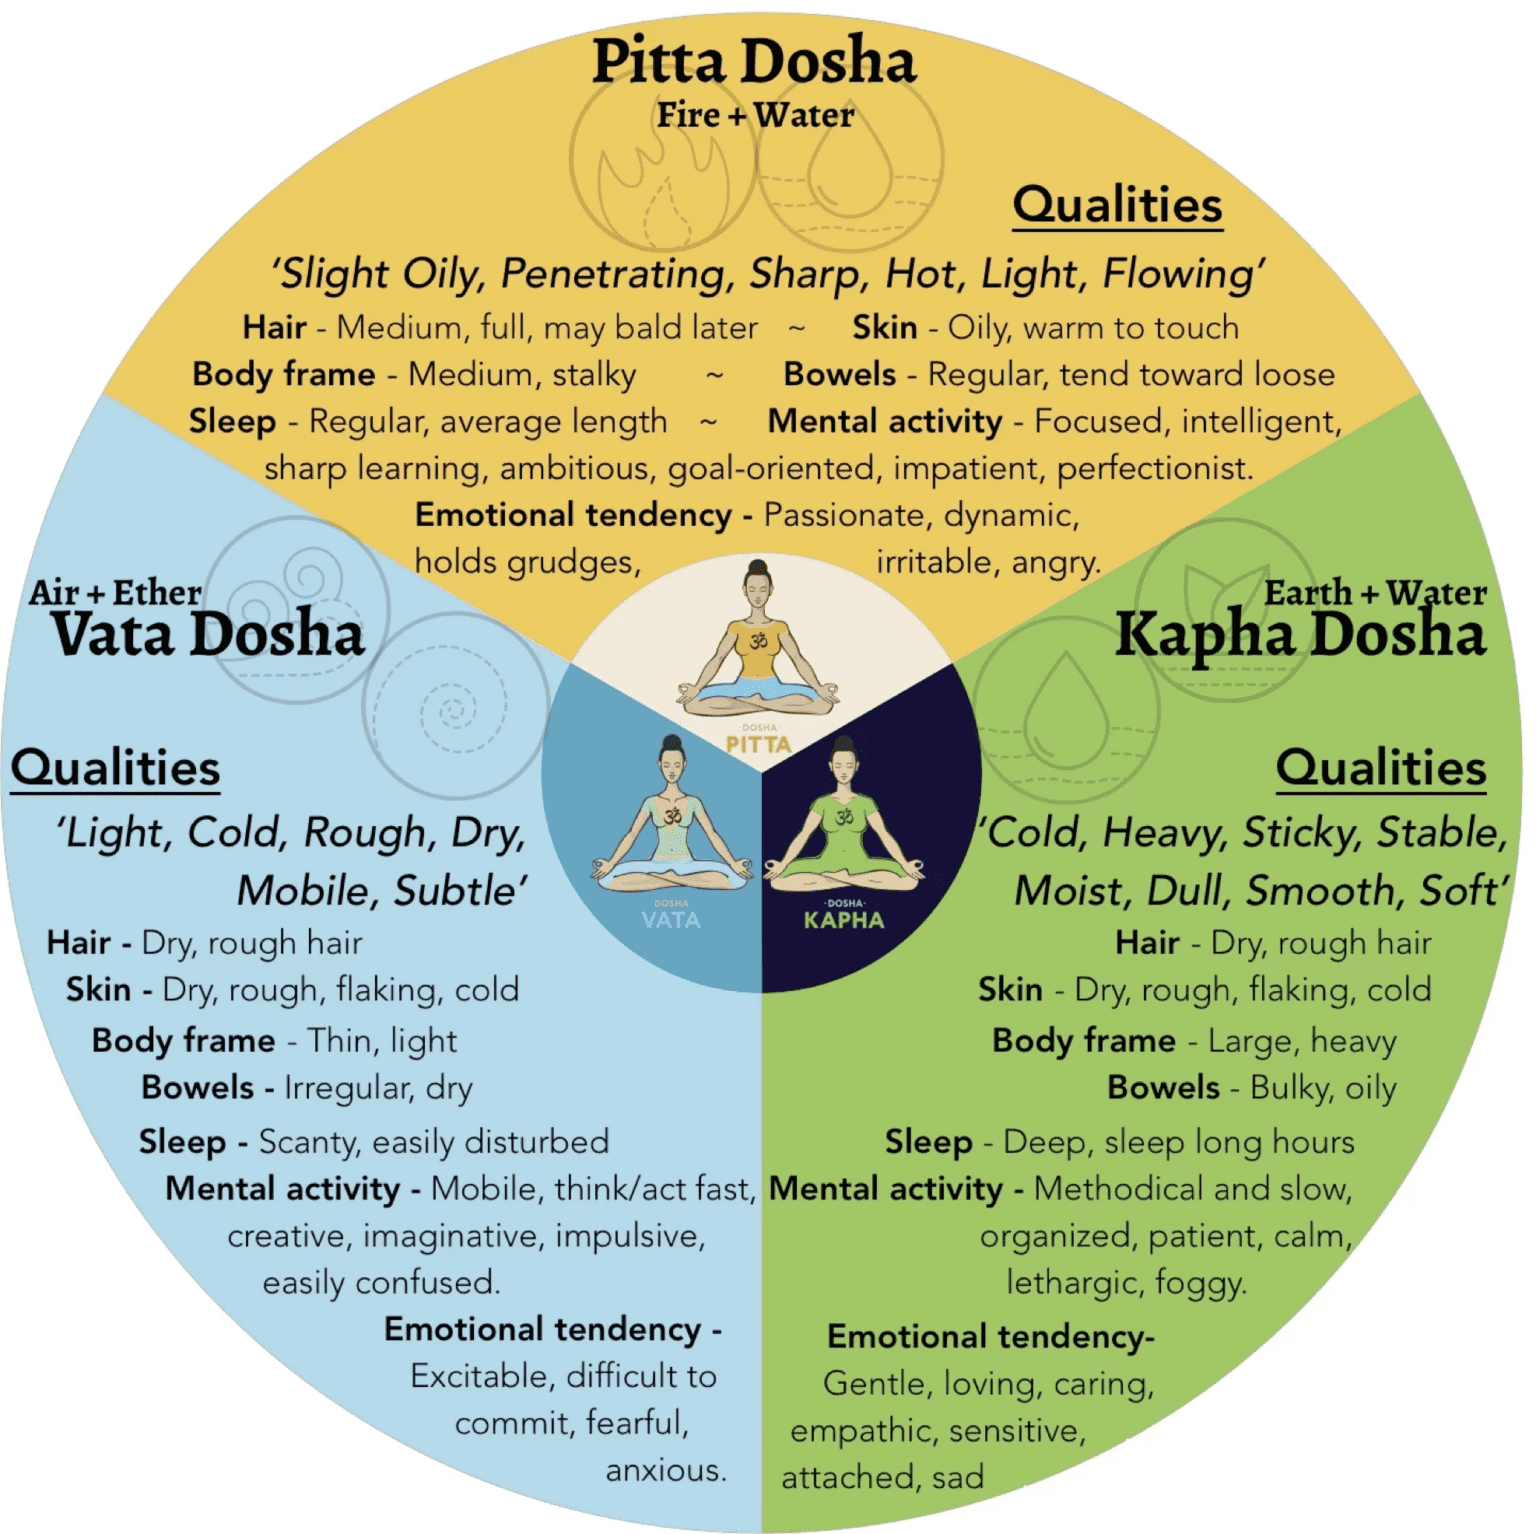 Pitta Dosha
Fire + Water
Qualities
‘Slight Oily, Penetrating, Sharp, Hot, Light, Flowing’
Hair - Medium, full, may bald later ~ Skin - Oily, warm to touch
Body frame - Medium, stalky ~ Bowels - Regular, tend toward loose
Sleep - Regular, average length ~ Mental activity - Focused, intelligent,
sharp learning, ambitious, goal-oriented, impatient, perfectionist.
Emotional tendency - Passionate, dynamic,
holds grudges, irritable, angry.
Air + Ether
Vata Dosha
Qualities
‘Light, Cold, Rough, Dry,
Mobile, Subtle’
Hair - Dry, rough hair
Skin - Dry, rough, flaking, cold
Body frame - Thin, light
Bowels - Irregular, dry
Sleep - Scanty, easily disturbed
Mental activity - Mobile, think/act fast,
creative, imaginative, impulsive,
easily confused.
Emotional tendency -
Excitable, difficult to
commit, fearful,
anxious.
Earth + Water
Kapha Dosha
Qualities
‘Cold, Heavy, Sticky, Stable,
Moist, Dull, Smooth, Soft’
Hair - Dry, rough hair
Skin - Dry, rough, flaking, cold
Body frame - Large, heavy
Bowels - Bulky, oily
Sleep - Deep, sleep long hours
Mental activity - Methodical and slow,
organized, patient, calm,
lethargic, foggy.
Emotional tendency-
Gentle, loving, caring,
empathic, sensitive,
attached, sad
ॐ
·DOSHA·
PITTA
ॐ
DOSHA
VATA
ॐ
·DOSHA·
KAPHA